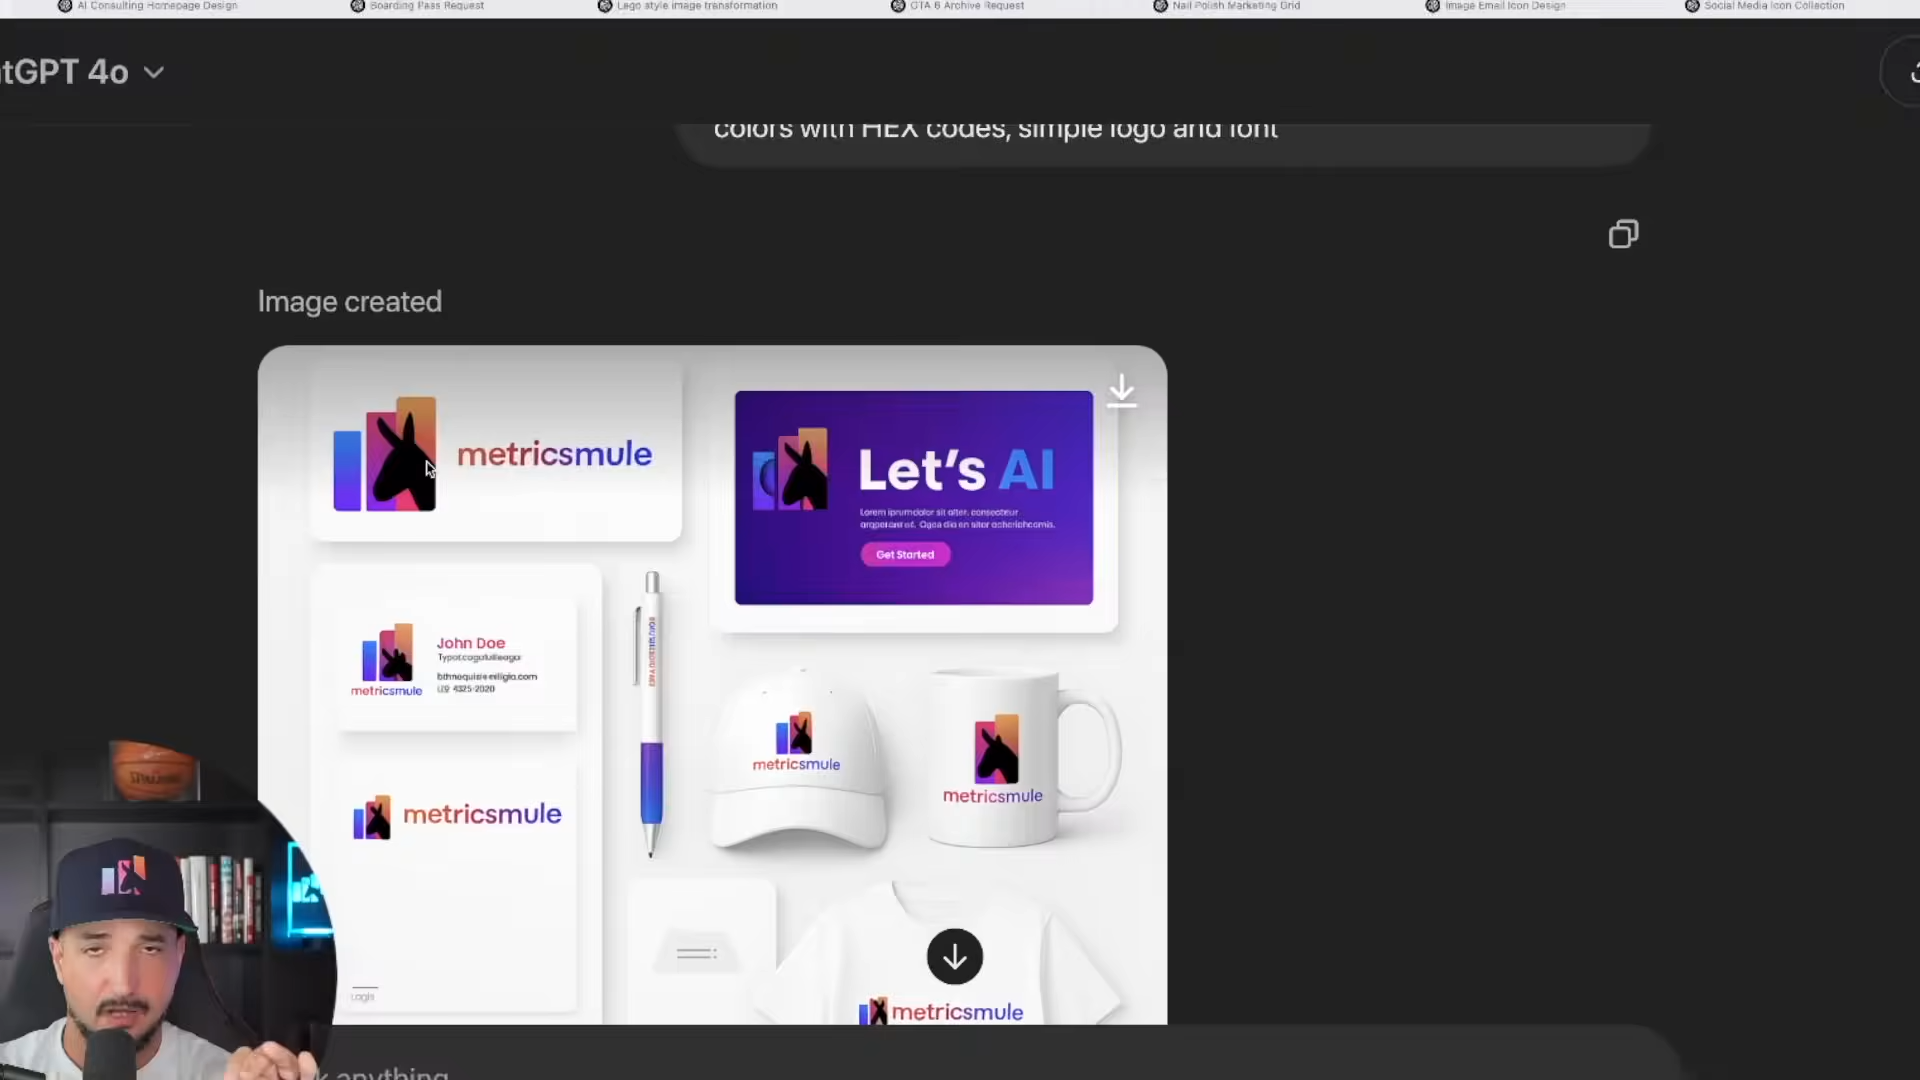 AI Consulting Homepage Design
Boarding Pass Request
Lego style image transformation
GTA 6 Archive Request
Nail Polish Marketing Grid
Image Email Icon Design
Social Media Icon Collection
tGPT 4o
colors with HEX codes, simple logo and font
Image created
metricsmule
Let's AI
Get Started
John Doe
metricsmule
4325-2020
metricsmule
metricsmule
metricsmule
metricsmule
anything